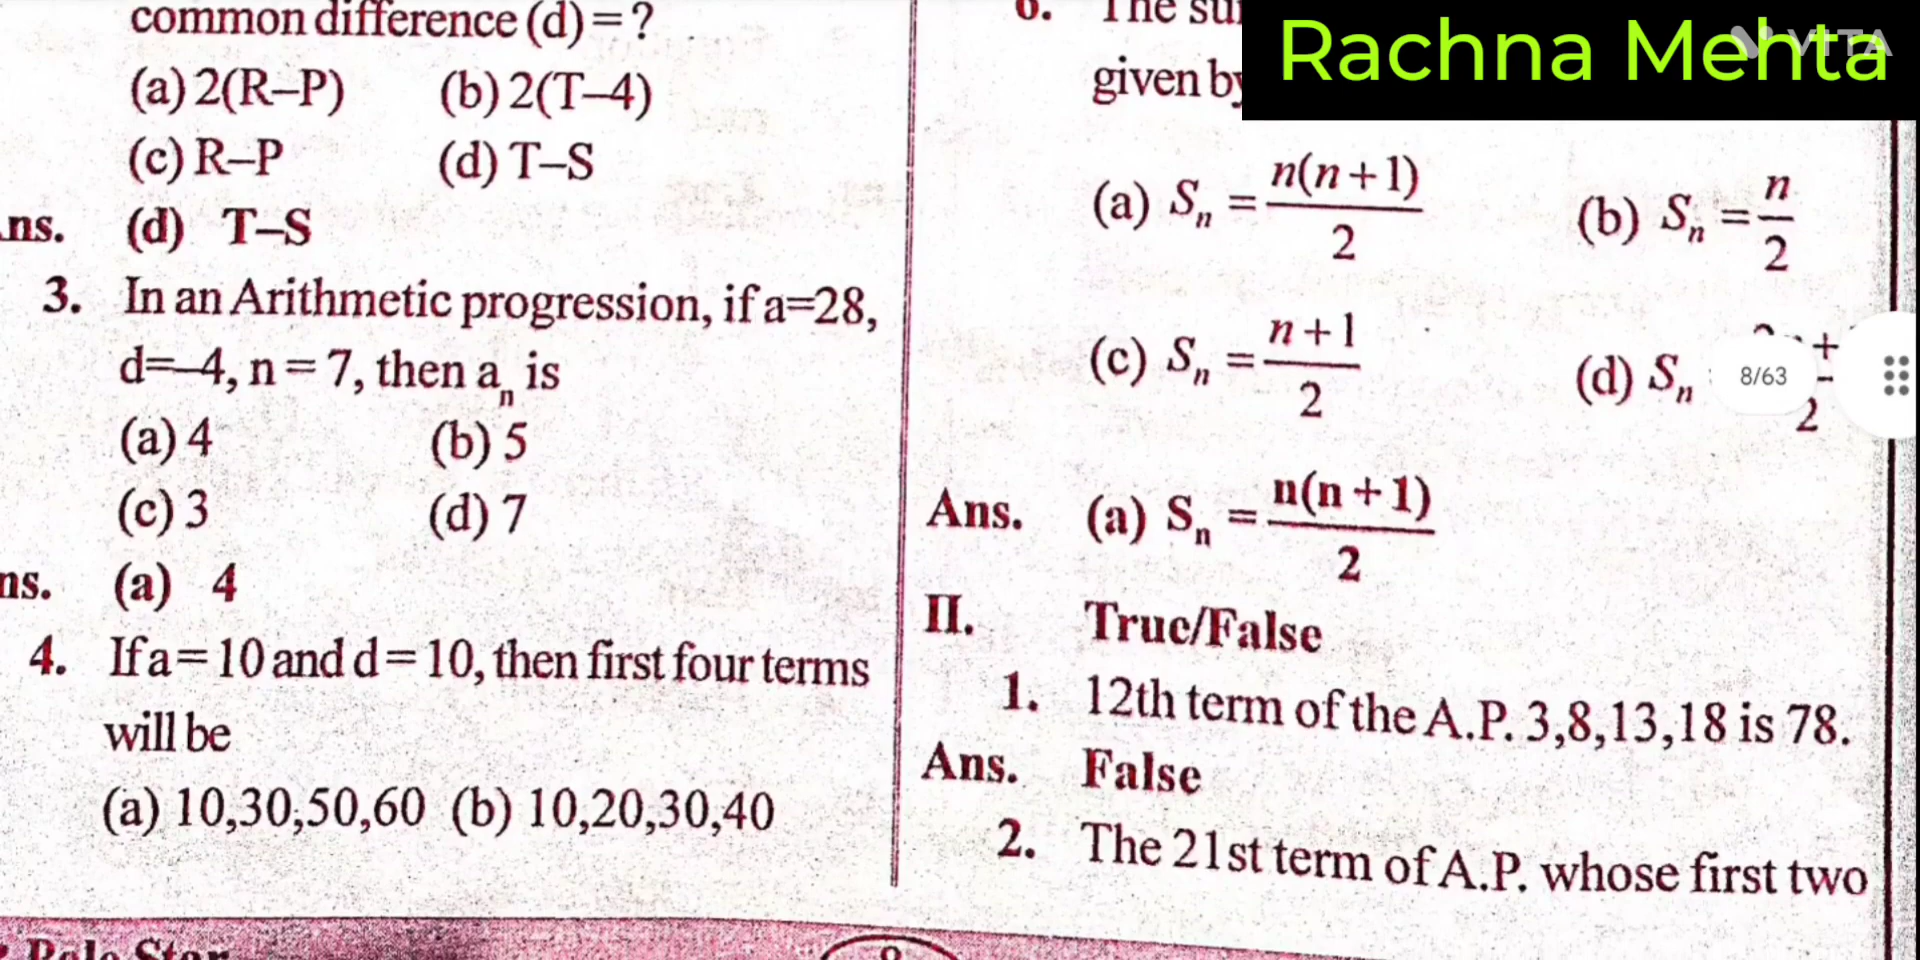 common difference (d)=?
(a) 2(R–P) (b) 2(T–4)
(c) R–P (d) T–S
ns. (d) T–S
3. In an Arithmetic progression, if a=28,
d=–4, n = 7, then aₙ is
(a) 4 (b) 5
(c) 3 (d) 7
ns. (a) 4
4. If a=10 and d=10, then first four terms
will be
(a) 10,30,50,60 (b) 10,20,30,40
6. The
given by
(a) Sₙ = n(n+1)/2 (b) Sₙ = n/2
(c) Sₙ = n+1/2 (d) Sₙ
Ans. (a) Sₙ = n(n+1)/2
II. True/False
1. 12th term of the A.P. 3,8,13,18 is 78.
Ans. False
2. The 21st term of A.P. whose first two
Rachna Mehta
VITA
8/63